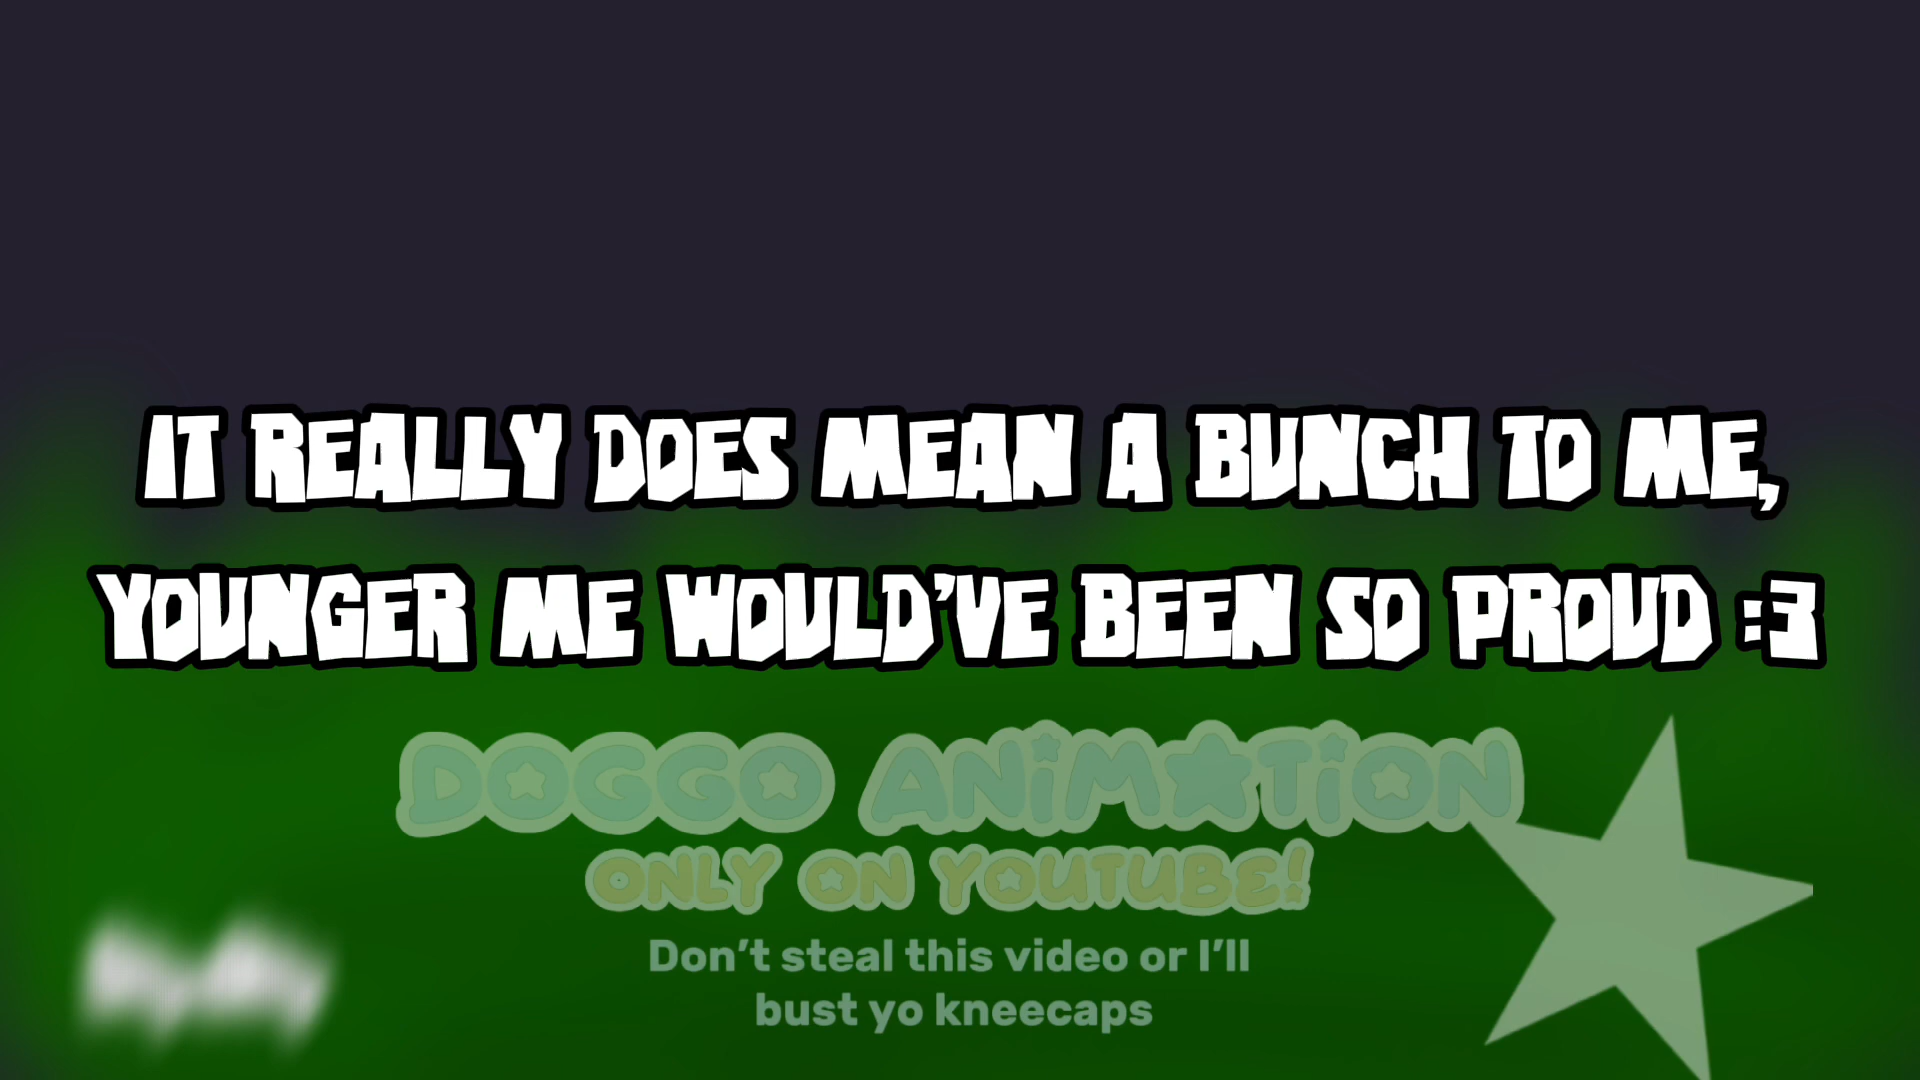 IT REALLY DOES MEAN A BUNCH TO ME,
YOUNGER ME WOULD'VE BEEN SO PROUD :3
DOGGO ANiMATiON
ONLY ON YOUTUBE!
Don't steal this video or I'll
bust yo kneecaps